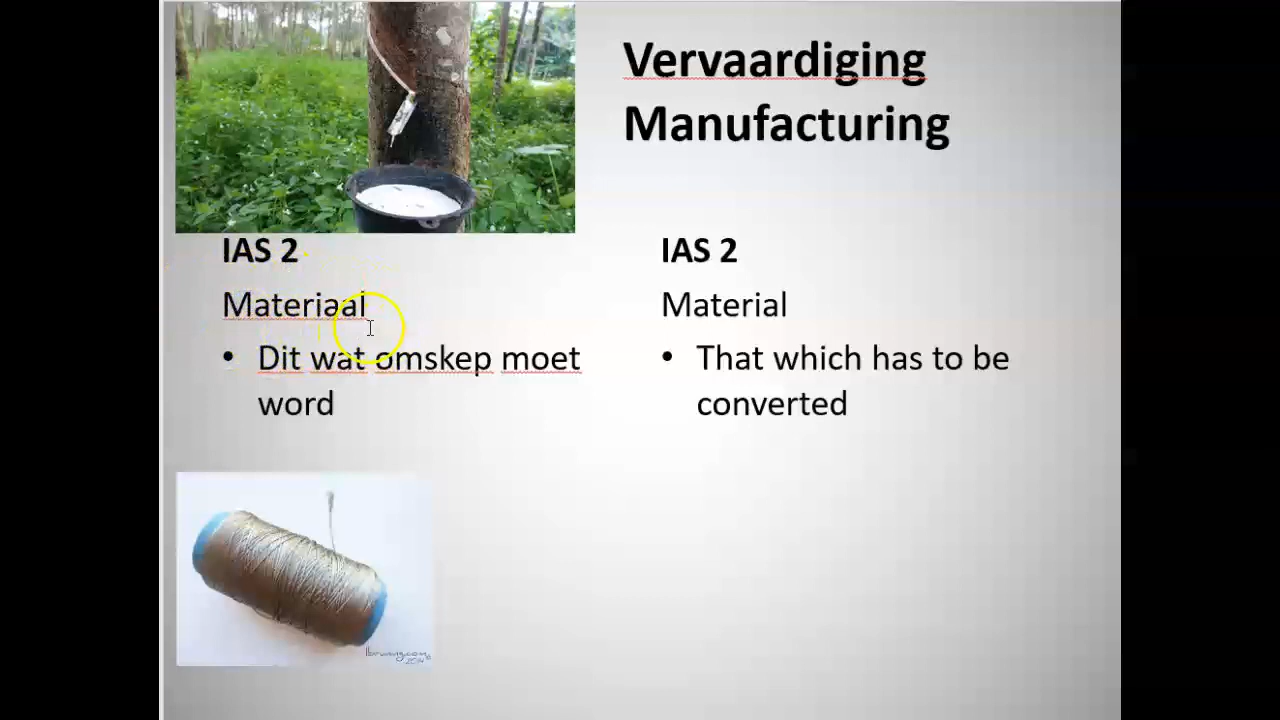 Vervaardiging
Manufacturing
IAS 2
Materiaal
• Dit wat omskep moet
word
IAS 2
Material
• That which has to be
converted
2014